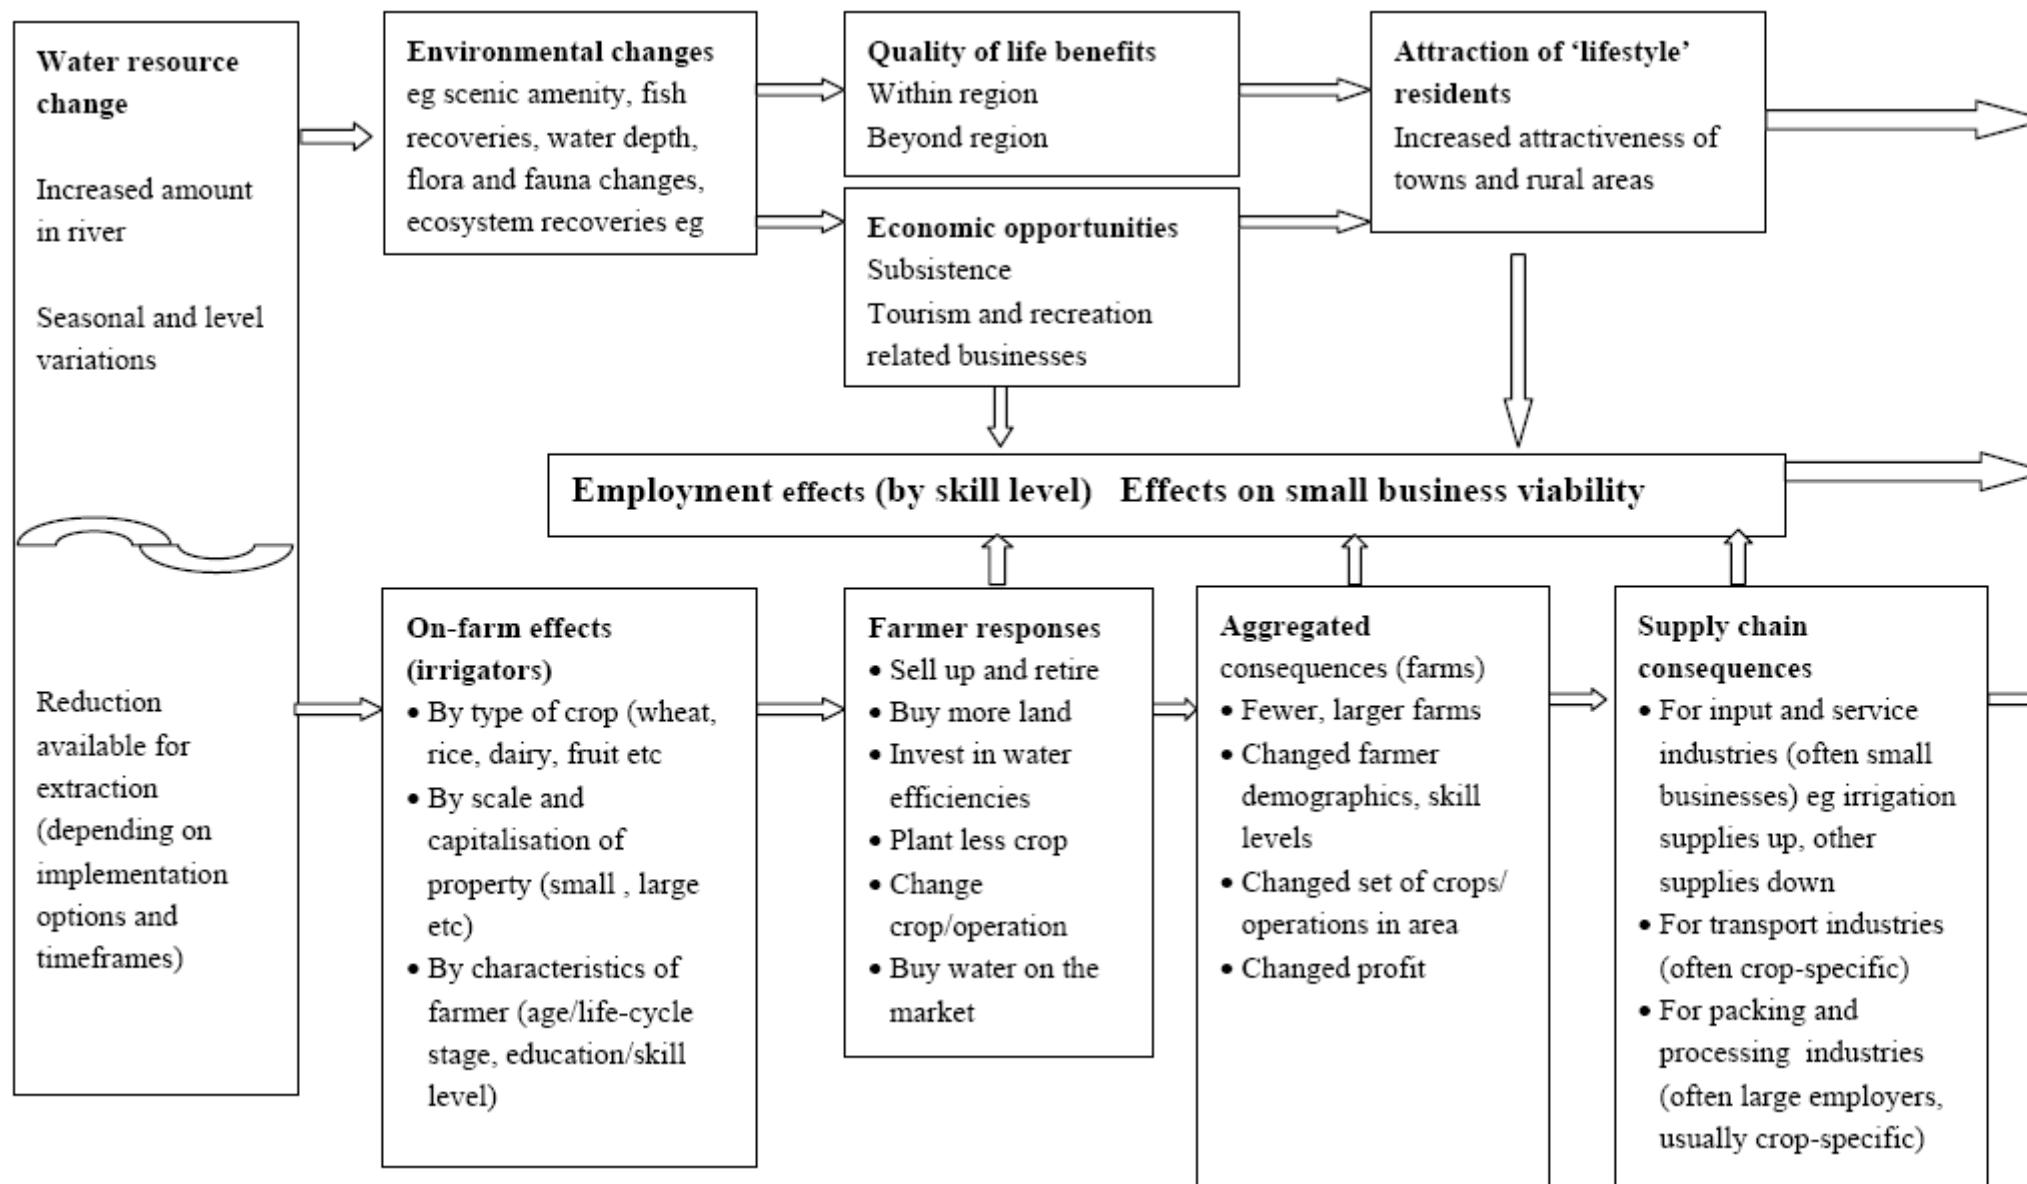 Water resource
change
Increased amount
in river
Seasonal and level
variations
Reduction
available for
extraction
(depending on
implementation
options and
timeframes)
Environmental changes
eg scenic amenity, fish
recoveries, water depth,
flora and fauna changes,
ecosystem recoveries eg
Quality of life benefits
Within region
Beyond region
Economic opportunities
Subsistence
Tourism and recreation
related businesses
Attraction of ‘lifestyle’
residents
Increased attractiveness of
towns and rural areas
Employment effects (by skill level) Effects on small business viability
On-farm effects
(irrigators)
• By type of crop (wheat,
rice, dairy, fruit etc
• By scale and
capitalisation of
property (small , large
etc)
• By characteristics of
farmer (age/life-cycle
stage, education/skill
level)
Farmer responses
• Sell up and retire
• Buy more land
• Invest in water
efficiencies
• Plant less crop
• Change
crop/operation
• Buy water on the
market
Aggregated
consequences (farms)
• Fewer, larger farms
• Changed farmer
demographics, skill
levels
• Changed set of crops/
operations in area
• Changed profit
Supply chain
consequences
• For input and service
industries (often small
businesses) eg irrigation
supplies up, other
supplies down
• For transport industries
(often crop-specific)
• For packing and
processing industries
(often large employers,
usually crop-specific)